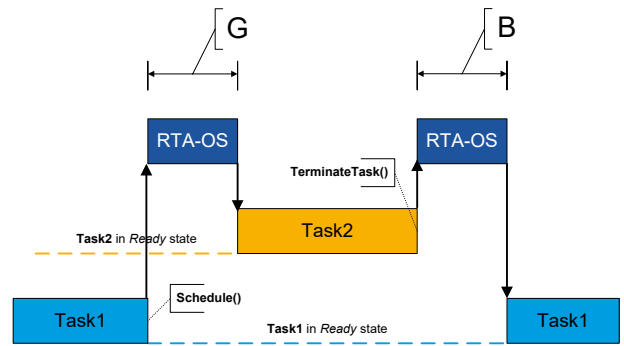 G
B
RTA-OS
RTA-OS
TerminateTask()
Task2
Task2 in Ready state
Schedule()
Task1
Task1 in Ready state
Task1